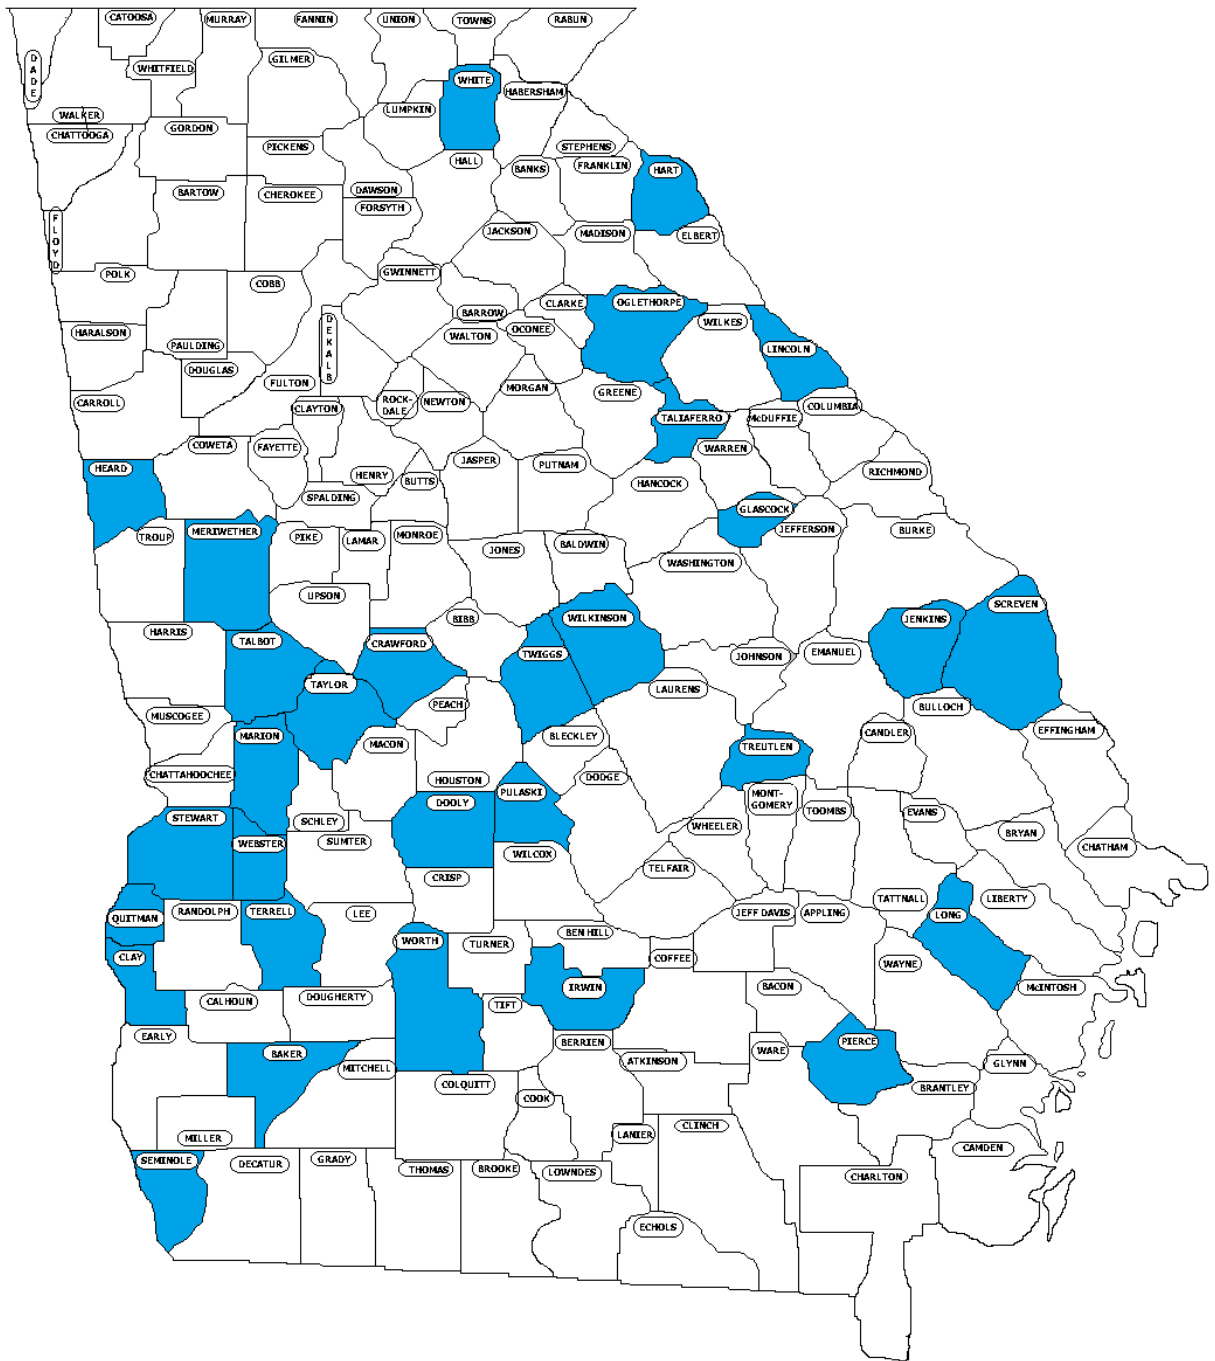 CATOOSA
MURRAY
FANNIN
UNION
TOWNS
RABUN
DADE
WHITFIELD
GILMER
WHITE
HABERSHAM
LUMPKIN
WALKER
CHATTOOGA
GORDON
PICKENS
HALL
STEPHENS
BANKS
FRANKLIN
HART
BARTOW
CHEROKEE
DAWSON
FORSYTH
FLOYD
JACKSON
MADISON
ELBERT
POLK
COBB
GWINNETT
CLARKE
OGLETHORPE
BARROW
WILKES
HARALSON
PAULDING
DEKALB
WALTON
OCONEE
LINCOLN
DOUGLAS
FULTON
CARROLL
CLAYTON
ROCK-
DALE
NEWTON
MORGAN
GREENE
TALIAFERRO
McDUFFIE
COLUMBIA
COWETA
FAYETTE
WARREN
HEARD
HENRY
BUTTS
JASPER
PUTNAM
HANCOCK
RICHMOND
SPALDING
GLASCOCK
TROUP
MERIWETHER
PIKE
LAMAR
MONROE
JONES
BALDWIN
JEFFERSON
BURKE
WASHINGTON
UPSON
HARRIS
TALBOT
CRAWFORD
BIBB
WILKINSON
JENKINS
SCREVEN
TWIGGS
JOHNSON
EMANUEL
TAYLOR
LAURENS
MUSCOGEE
PEACH
BULLOCH
MARION
MACON
BLECKLEY
TREUTLEN
CANDLER
EFFINGHAM
CHATTAHOOCHEE
HOUSTON
DODGE
PULASKI
STEWART
SCHLEY
DOOLY
MONT-
GOMERY
TOOMBS
EVANS
WEBSTER
SUMTER
WILCOX
WHEELER
BRYAN
CHATHAM
CRISP
TELFAIR
QUITMAN
RANDOLPH
TERRELL
LEE
JEFF DAVIS
APPLING
TATTNALL
LONG
LIBERTY
CLAY
WORTH
TURNER
BEN HILL
COFFEE
WAYNE
CALHOUN
DOUGHERTY
TIFT
IRWIN
BACON
McINTOSH
EARLY
BAKER
MITCHELL
BERRIEN
ATKINSON
WARE
PIERCE
GLYNN
COLQUITT
COOK
BRANTLEY
MILLER
LANIER
CLINCH
CAMDEN
SEMINOLE
DECATUR
GRADY
THOMAS
BROOKE
LOWNDES
CHARLTON
ECHOLS